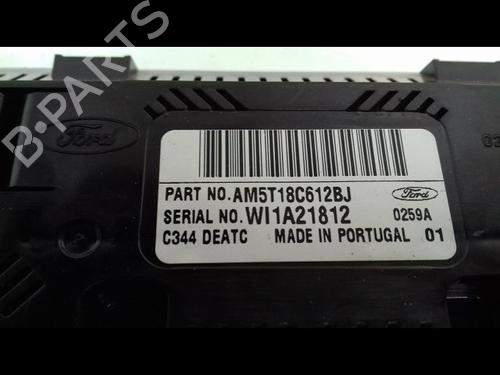 B-PARTS
Ford
PART NO. AM5T18C612BJ
Ford
SERIAL NO. WI1A21812
0259A
C344 DEATC MADE IN PORTUGAL 01